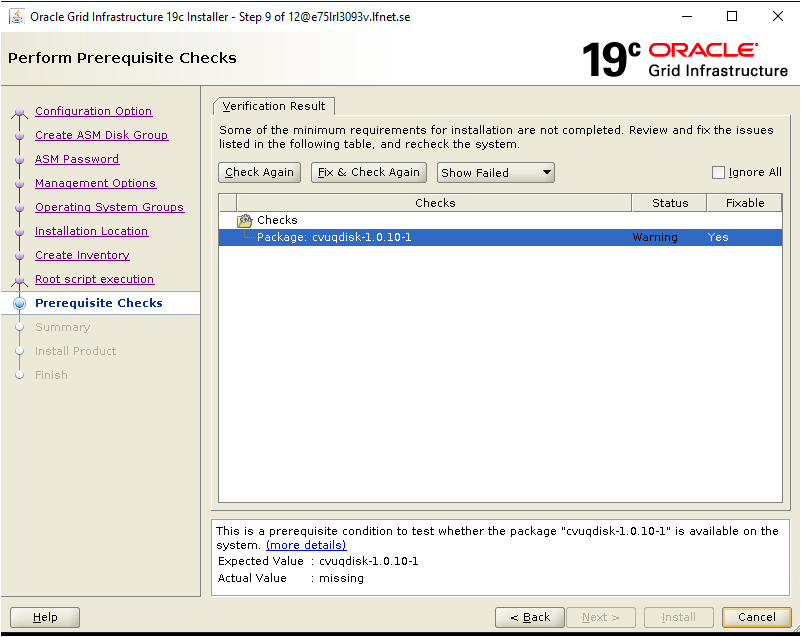 Oracle Grid Infrastructure 19c Installer - Step 9 of 12@e75lrl3093v.lfnet.se
Perform Prerequisite Checks
19c ORACLE
Grid Infrastructure
Configuration Option
Create ASM Disk Group
ASM Password
Management Options
Operating System Groups
Installation Location
Create Inventory
Root script execution
Prerequisite Checks
Summary
Install Product
Finish
Verification Result
Some of the minimum requirements for installation are not completed. Review and fix the issues
listed in the following table, and recheck the system.
Check Again Fix & Check Again Show Failed Ignore All
Checks Status Fixable
Checks
Package: cvuqdisk-1.0.10-1 Warning Yes
This is a prerequisite condition to test whether the package "cvuqdisk-1.0.10-1" is available on the
system. (more details)
Expected Value : cvuqdisk-1.0.10-1
Actual Value : missing
Help < Back Next > Install Cancel